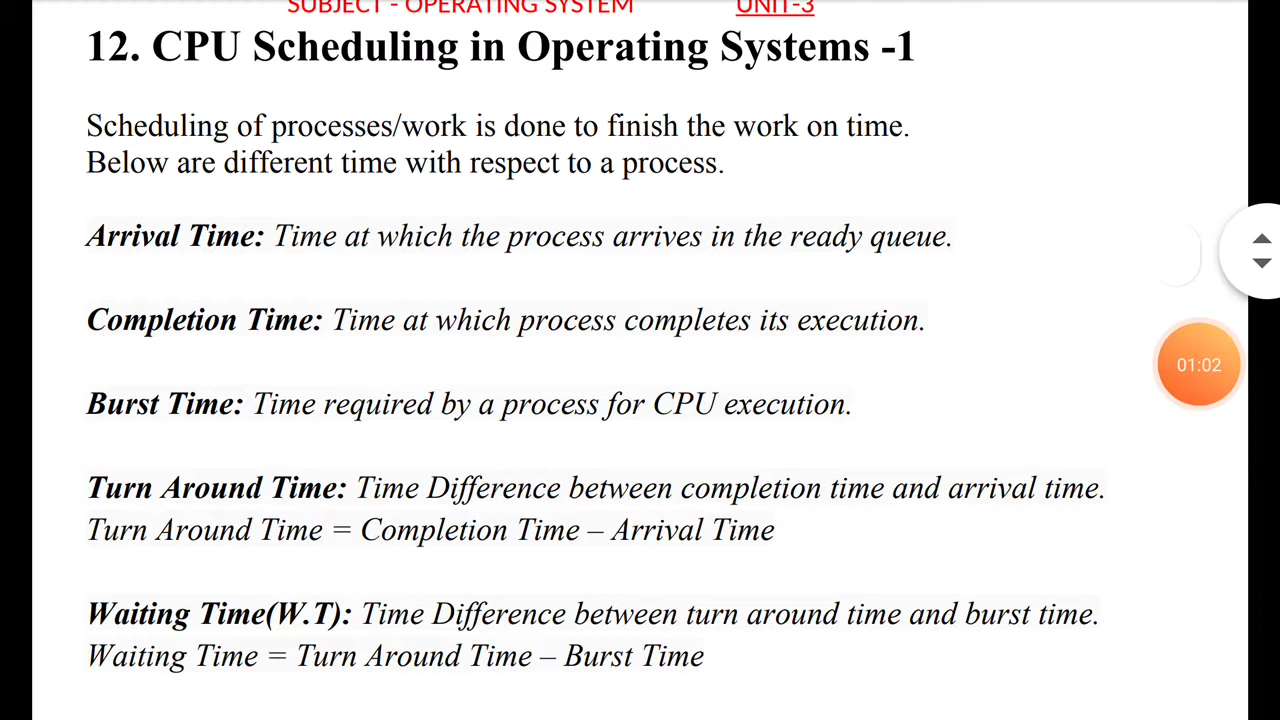 SUBJECT - OPERATING SYSTEM UNIT-3
12. CPU Scheduling in Operating Systems -1
Scheduling of processes/work is done to finish the work on time.
Below are different time with respect to a process.
Arrival Time: Time at which the process arrives in the ready queue.
Completion Time: Time at which process completes its execution.
01:02
Burst Time: Time required by a process for CPU execution.
Turn Around Time: Time Difference between completion time and arrival time.
Turn Around Time = Completion Time – Arrival Time
Waiting Time(W.T): Time Difference between turn around time and burst time.
Waiting Time = Turn Around Time – Burst Time